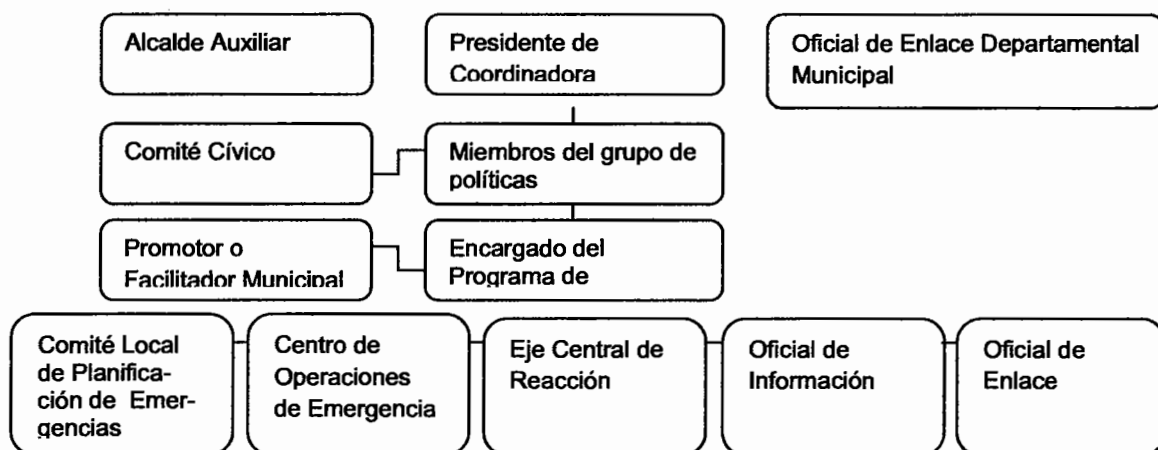 Alcalde Auxiliar
Presidente de
Coordinadora
Oficial de Enlace Departamental
Municipal
Comité Cívico
Miembros del grupo de
políticas
Promotor o
Facilitador Municipal
Encargado del
Programa de
Comité Local
de Planifica-
ción de Emer-
gencias
Centro de
Operaciones
de Emergencia
Eje Central de
Reacción
Oficial de
Información
Oficial de
Enlace